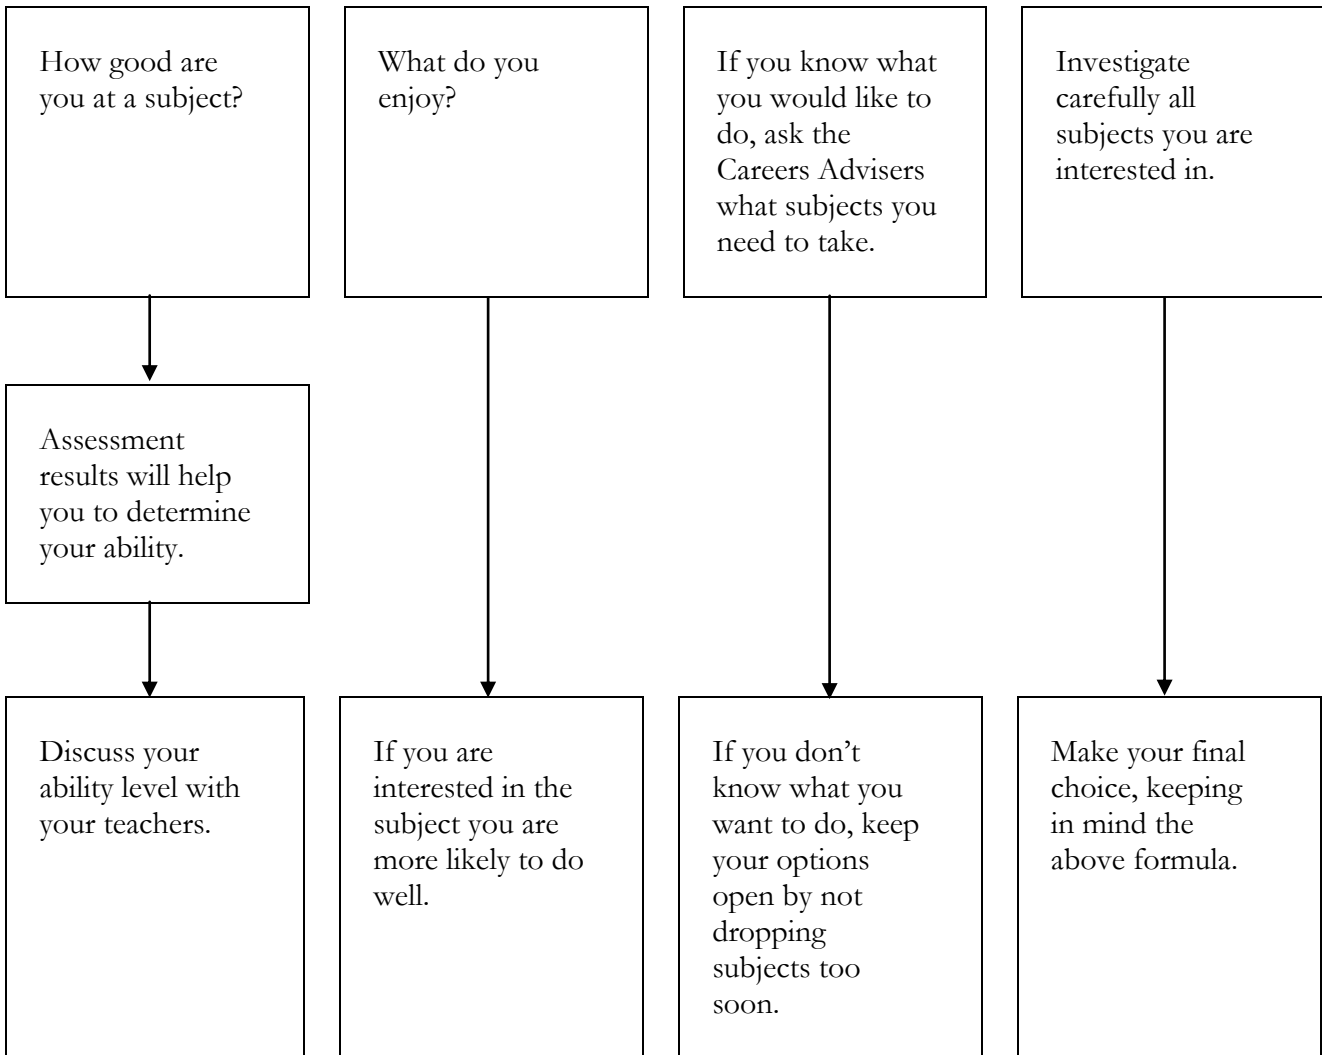 How good are
you at a subject?
What do you
enjoy?
If you know what
you would like to
do, ask the
Careers Advisers
what subjects you
need to take.
Investigate
carefully all
subjects you are
interested in.
Assessment
results will help
you to determine
your ability.
Discuss your
ability level with
your teachers.
If you are
interested in the
subject you are
more likely to do
well.
If you don’t
know what you
want to do, keep
your options
open by not
dropping
subjects too
soon.
Make your final
choice, keeping
in mind the
above formula.